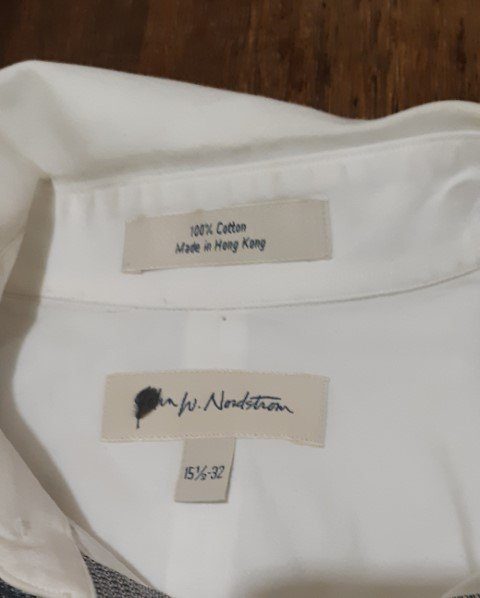 100% Cotton
Made in Hong Kong
W. Nordstrom
15½-32